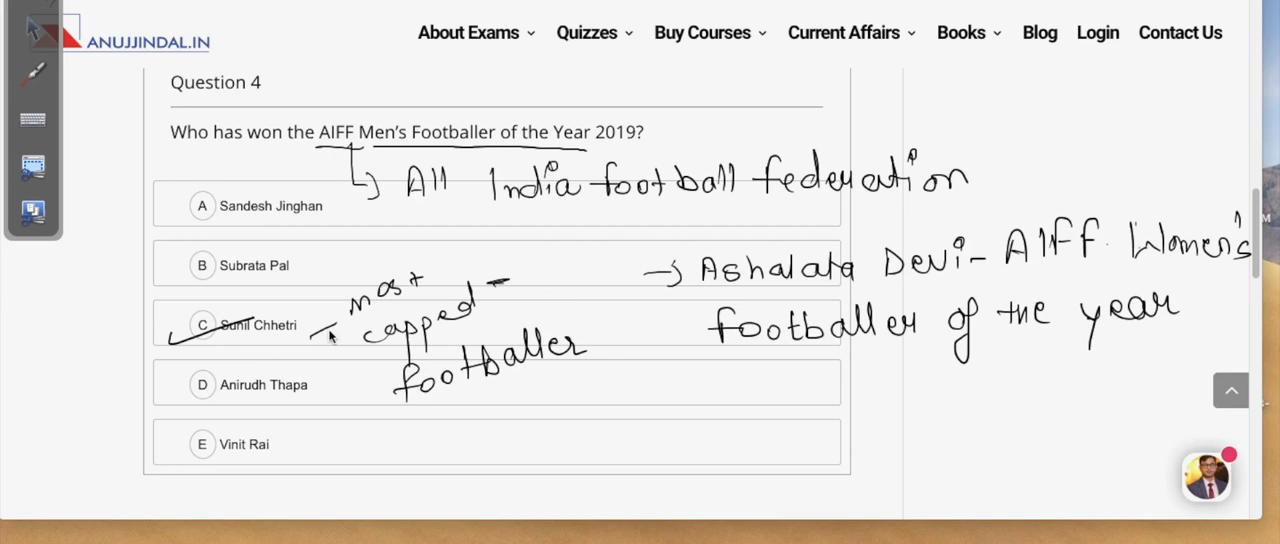 ANUJJINDAL.IN
About Exams Quizzes Buy Courses Current Affairs Books Blog Login Contact Us
Question 4
Who has won the AIFF Men's Footballer of the Year 2019?
All India football federation
A Sandesh Jinghan
B Subrata Pal
→ Ashalata Devi - AIFF Women's
footballer of the year
C Sunil Chhetri
most
capped
footballer
D Anirudh Thapa
E Vinit Rai
M